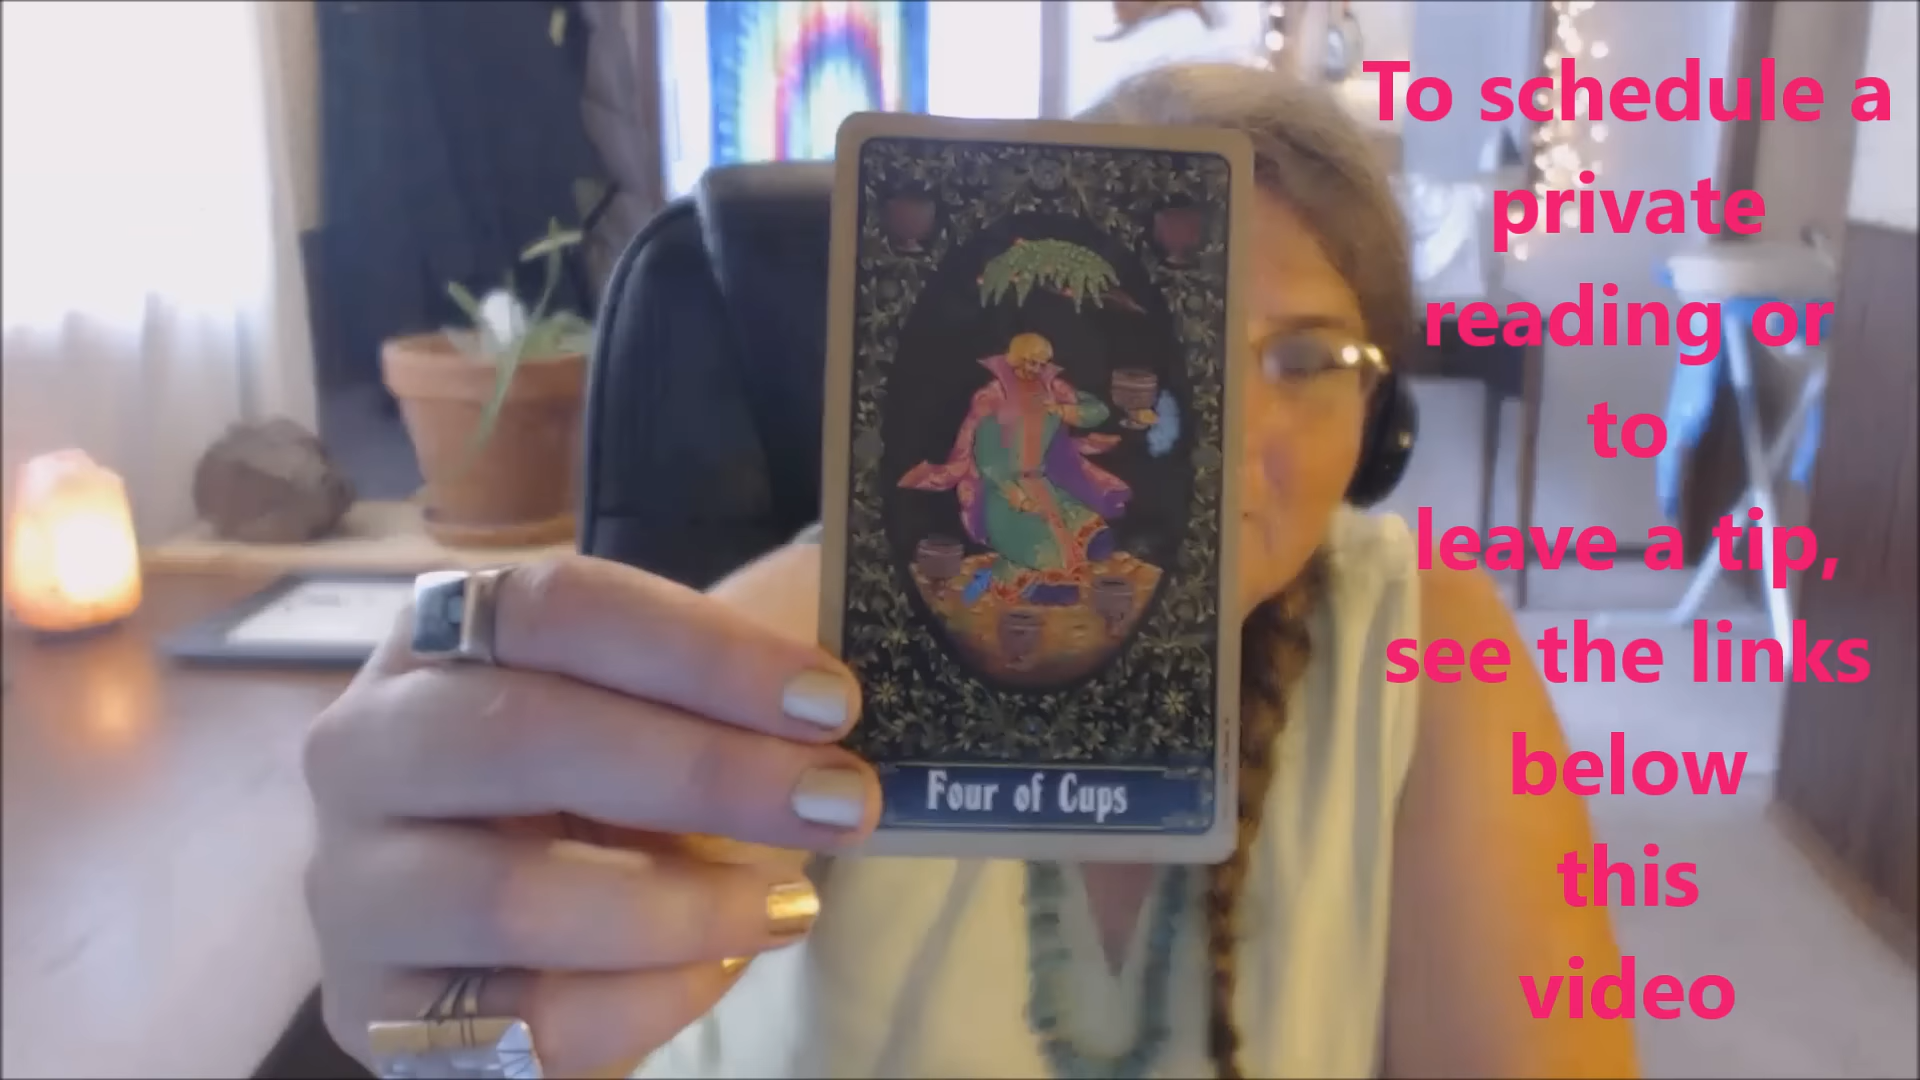 To schedule a
private
reading or
to
leave a tip,
see the links
below
this
video
Four of Cups